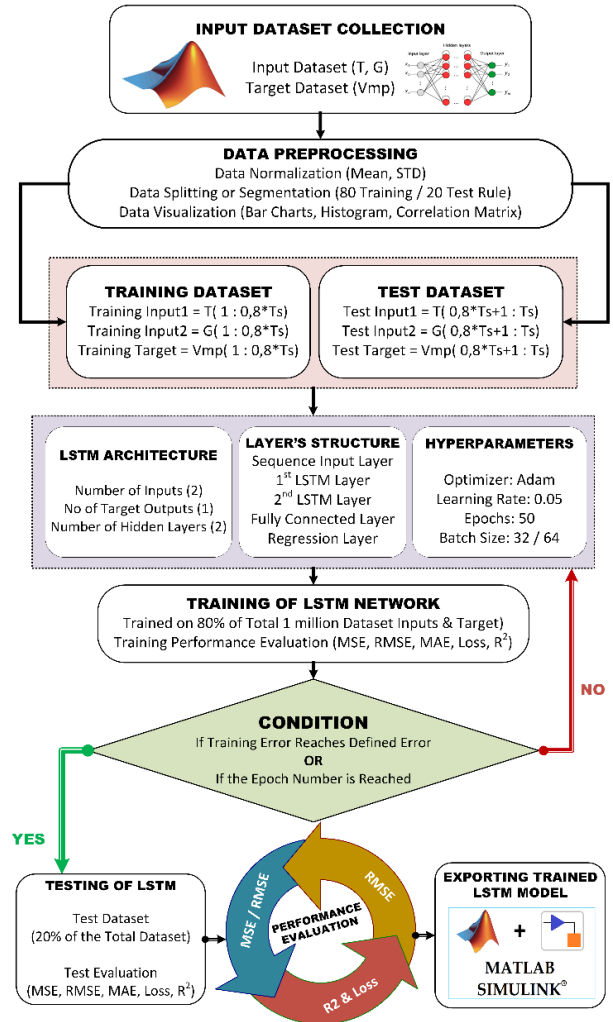 INPUT DATASET COLLECTION
Input Dataset (T, G)
Target Dataset (Vmp)
Input layer
Hidden layers
Output layer
DATA PREPROCESSING
Data Normalization (Mean, STD)
Data Splitting or Segmentation (80 Training / 20 Test Rule)
Data Visualization (Bar Charts, Histogram, Correlation Matrix)
TRAINING DATASET
Training Input1 = T( 1 : 0,8*Ts)
Training Input2 = G( 1 : 0,8*Ts)
Training Target = Vmp( 1 : 0,8*Ts)
TEST DATASET
Test Input1 = T( 0,8*Ts+1 : Ts)
Test Input2 = G( 0,8*Ts+1 : Ts)
Test Target = Vmp( 0,8*Ts+1 : Ts)
LSTM ARCHITECTURE
Number of Inputs (2)
No of Target Outputs (1)
Number of Hidden Layers (2)
LAYER'S STRUCTURE
Sequence Input Layer
1st LSTM Layer
2nd LSTM Layer
Fully Connected Layer
Regression Layer
HYPERPARAMETERS
Optimizer: Adam
Learning Rate: 0.05
Epochs: 50
Batch Size: 32 / 64
TRAINING OF LSTM NETWORK
Trained on 80% of Total 1 million Dataset Inputs & Target)
Training Performance Evaluation (MSE, RMSE, MAE, Loss, R²)
NO
CONDITION
If Training Error Reaches Defined Error
OR
If the Epoch Number is Reached
YES
TESTING OF LSTM
Test Dataset
(20% of the Total Dataset)
Test Evaluation
(MSE, RMSE, MAE, Loss, R²)
MSE / RMSE
RMSE
R2 & Loss
PERFORMANCE
EVALUATION
EXPORTING TRAINED
LSTM MODEL
+
MATLAB
SIMULINK®